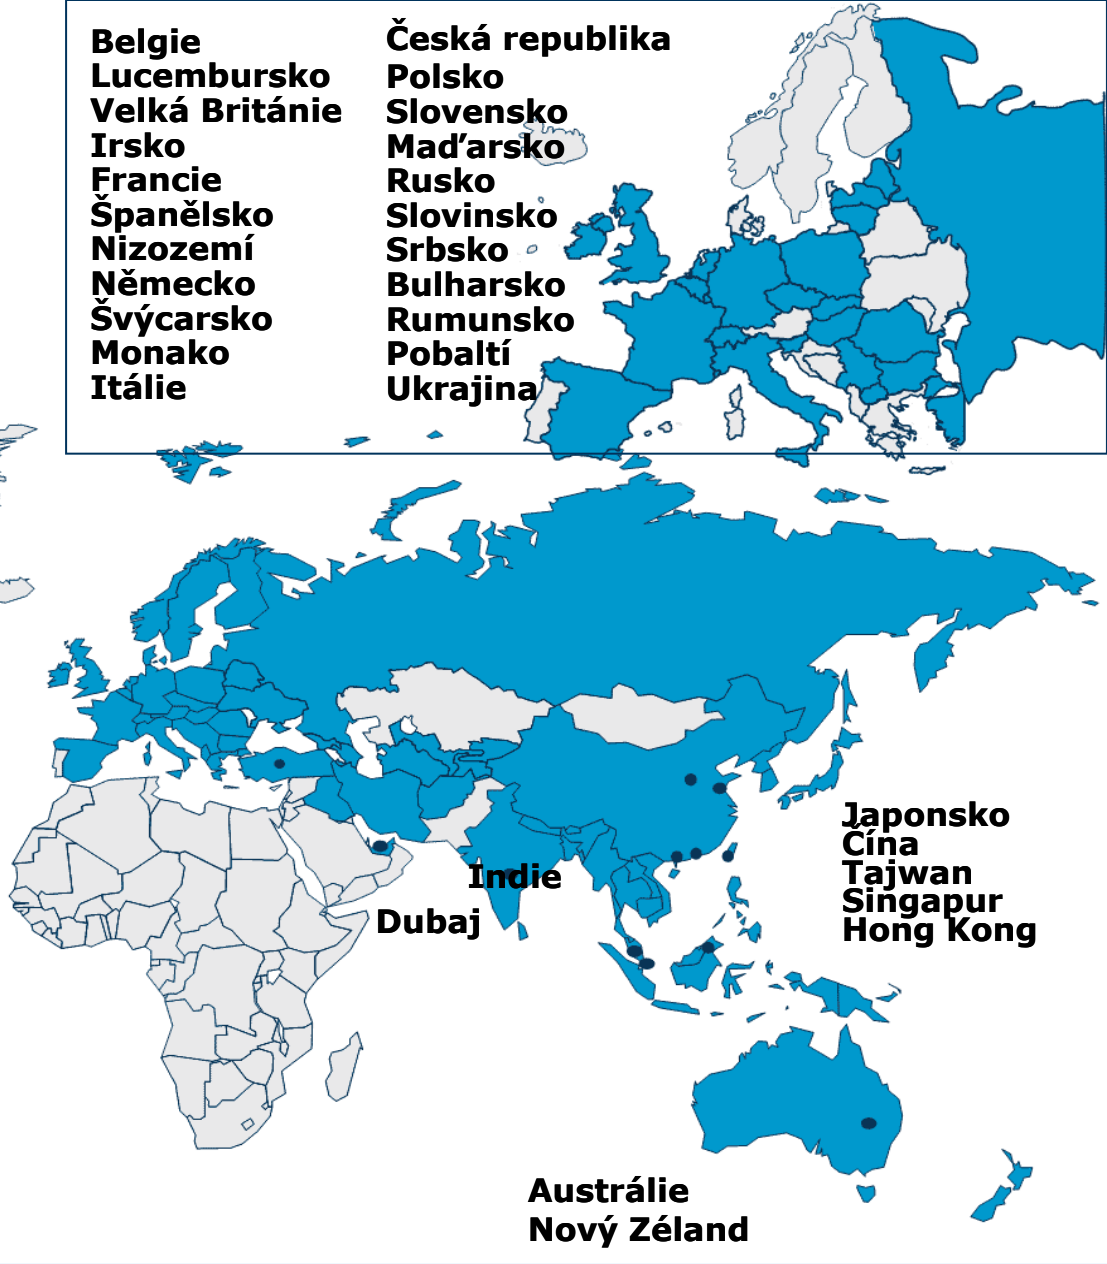 Belgie
Lucembursko
Velká Británie
Irsko
Francie
Španělsko
Nizozemí
Německo
Švýcarsko
Monako
Itálie
Česká republika
Polsko
Slovensko
Maďarsko
Rusko
Slovinsko
Srbsko
Bulharsko
Rumunsko
Pobaltí
Ukrajina
Japonsko
Čína
Tajwan
Singapur
Hong Kong
Indie
Dubaj
Austrálie
Nový Zéland